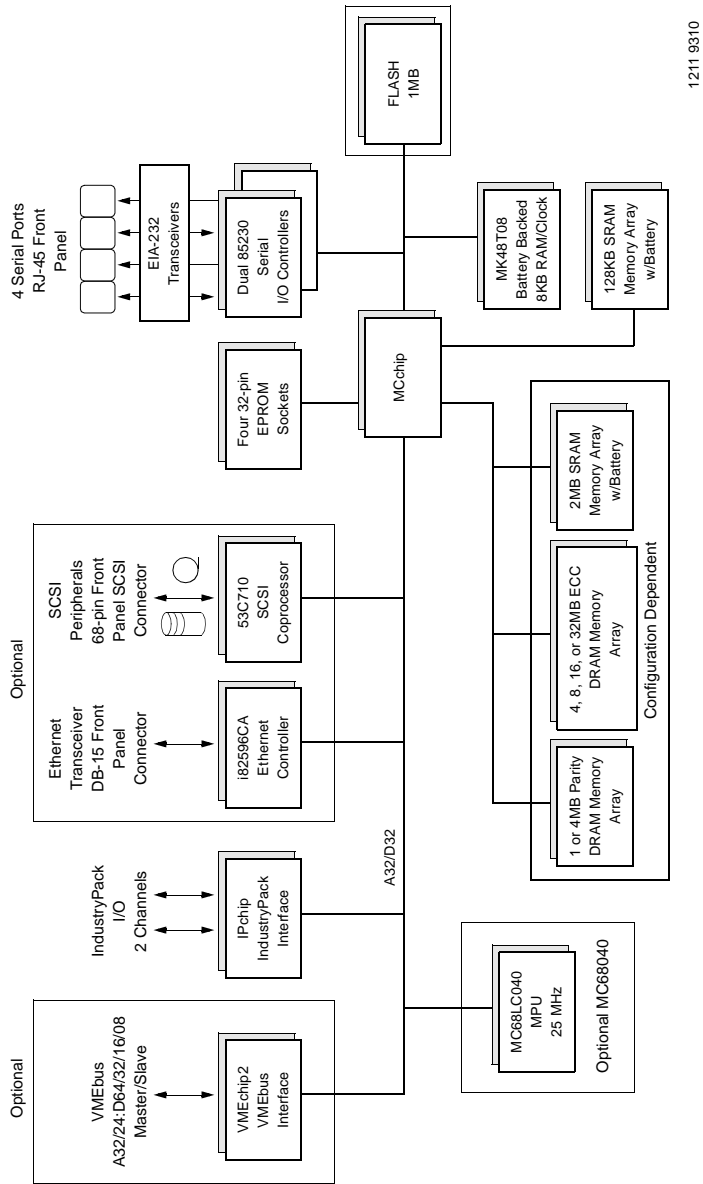 Optional
VMEbus
A32/24:D64/32/16/08
Master/Slave
VMEchip2
VMEbus
Interface
IndustryPack
I/O
2 Channels
IPchip
IndustryPack
Interface
Optional
Ethernet
Transceiver
DB-15 Front
Panel
Connector
i82596CA
Ethernet
Controller
SCSI
Peripherals
68-pin Front
Panel SCSI
Connector
53C710
SCSI
Coprocessor
Four 32-pin
EPROM
Sockets
4 Serial Ports
RJ-45 Front
Panel
EIA-232
Transceivers
Dual 85230
Serial
I/O Controllers
FLASH
1MB
A32/D32
MCchip
MK48T08
Battery Backed
8KB RAM/Clock
128KB SRAM
Memory Array
w/Battery
MC68LC040
MPU
25 MHz
Optional MC68040
1 or 4MB Parity
DRAM Memory
Array
4, 8, 16, or 32MB ECC
DRAM Memory
Array
2MB SRAM
Memory Array
w/Battery
Configuration Dependent
1211 9310